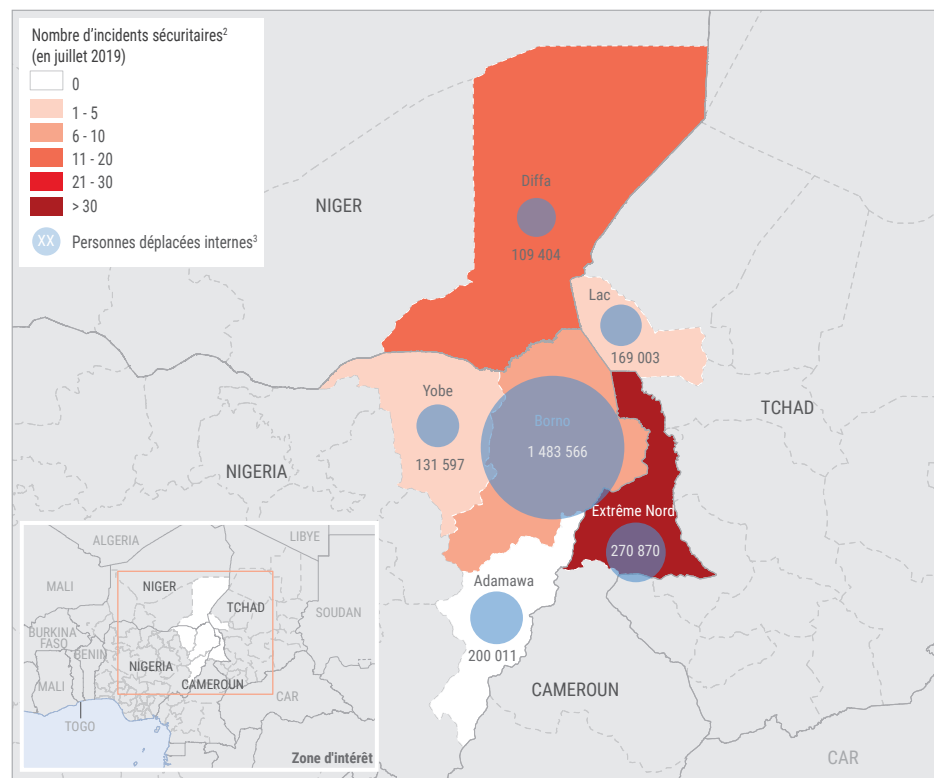 Nombre d'incidents sécuritaires²
(en juillet 2019)
0
1 - 5
6 - 10
11 - 20
21 - 30
> 30
XX Personnes déplacées internes³
NIGER
Diffa
109 404
Lac
169 003
Yobe
131 597
Borno
1 483 566
TCHAD
NIGERIA
Extrême Nord
270 870
Adamawa
200 011
CAMEROUN
CAR
ALGERIA
LIBYE
MALI
NIGER
TCHAD
SOUDAN
BURKINA
FASO
BENIN
NIGERIA
MALI
CAMEROUN
CAR
TOGO
Zone d'intérêt